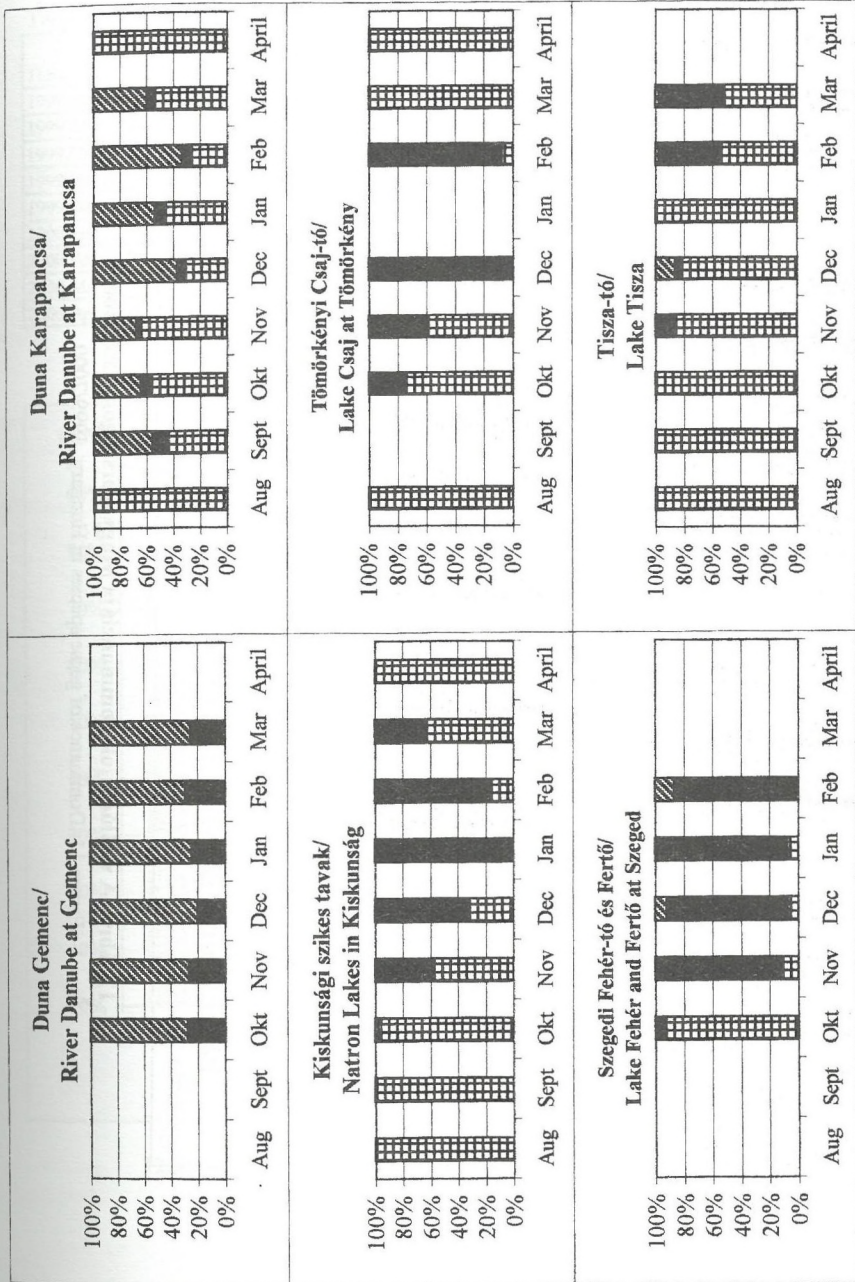 Duna Gemenc/
River Danube at Gemenc
100%
80%
60%
40%
20%
0%
Aug Sept Okt Nov Dec Jan Feb Mar April
Duna Karapancsa/
River Danube at Karapancsa
100%
80%
60%
40%
20%
0%
Aug Sept Okt Nov Dec Jan Feb Mar April
Kiskunsági szikes tavak/
Natron Lakes in Kiskunság
100%
80%
60%
40%
20%
0%
Aug Sept Okt Nov Dec Jan Feb Mar April
Tömörkényi Csaj-tó/
Lake Csaj at Tömörkény
100%
80%
60%
40%
20%
0%
Aug Sept Okt Nov Dec Jan Feb Mar April
Szegedi Fehér-tó és Fertő/
Lake Fehér and Fertő at Szeged
100%
80%
60%
40%
20%
0%
Aug Sept Okt Nov Dec Jan Feb Mar April
Tisza-tó/
Lake Tisza
100%
80%
60%
40%
20%
0%
Aug Sept Okt Nov Dec Jan Feb Mar April